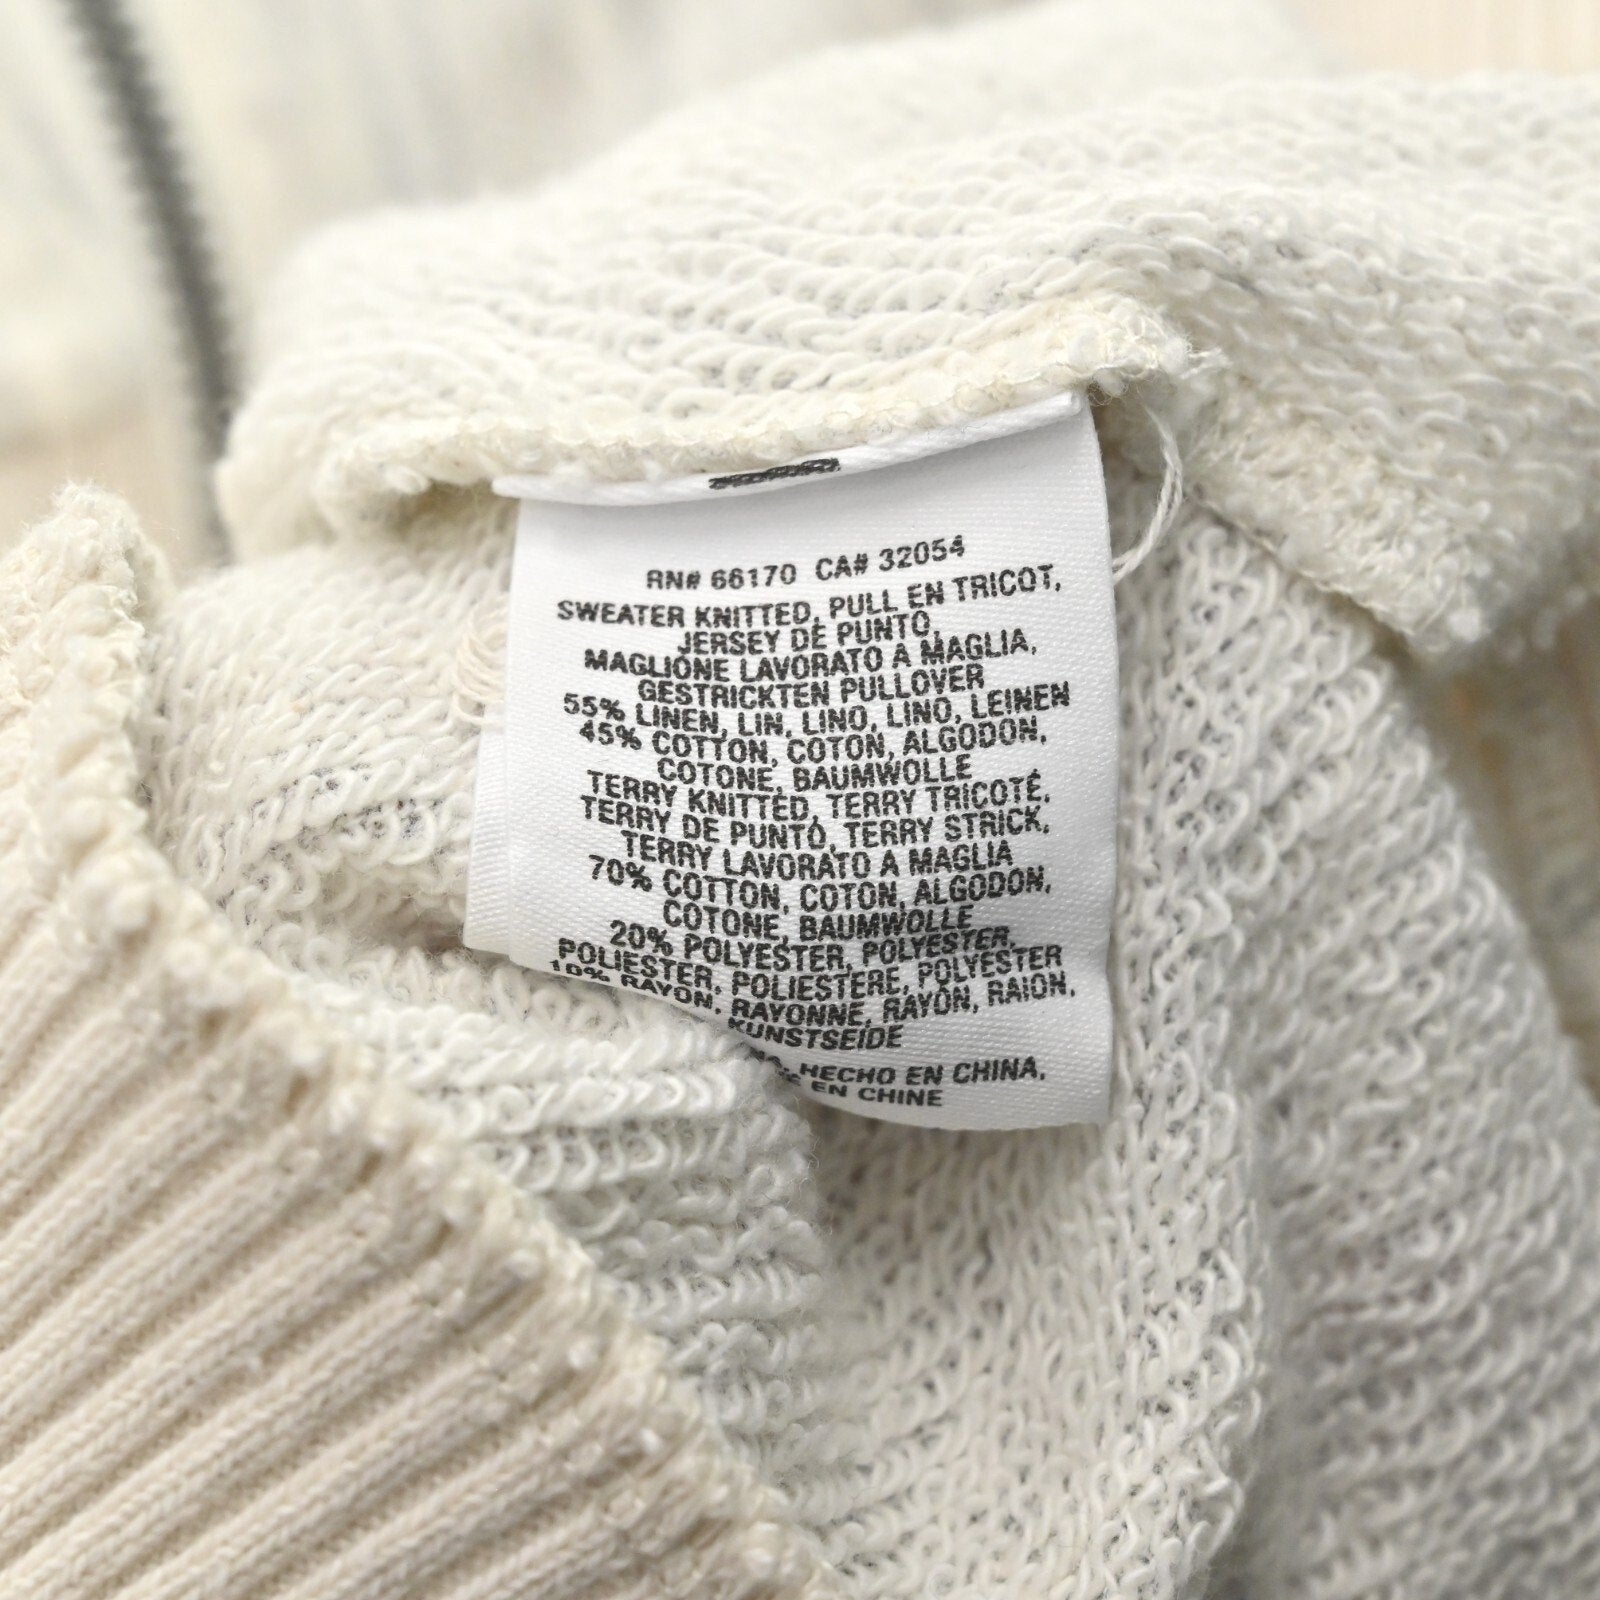 RN# 66170 CA# 32054
SWEATER KNITTED, PULL EN TRICOT,
JERSEY DE PUNTO,
MAGLIONE LAVORATO A MAGLIA,
GESTRICKTEN PULLOVER
55% LINEN, LIN, LINO, LINO, LEINEN
45% COTTON, COTON, ALGODON,
COTONE, BAUMWOLLE
TERRY KNITTED, TERRY TRICOTÉ,
TERRY DE PUNTO, TERRY STRICK,
TERRY LAVORATO A MAGLIA
70% COTTON, COTON, ALGODON,
COTONE, BAUMWOLLE
20% POLYESTER, POLYESTER,
POLIESTER, POLIESTERE, POLYESTER
10% RAYON, RAYONNE, RAYÓN, RAION,
KUNSTSEIDE
HECHO EN CHINA,
EN CHINE